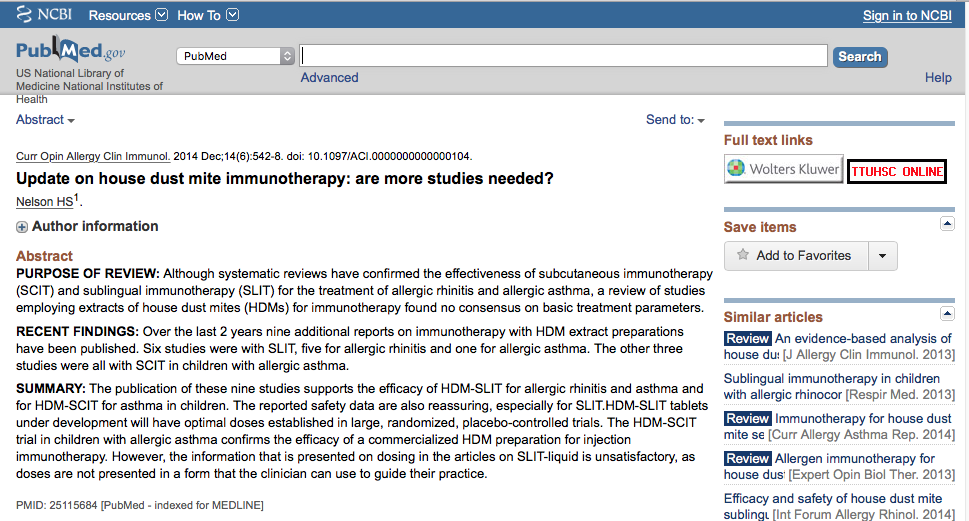 NCBI Resources How To Sign in to NCBI
PubMed.gov
US National Library of
Medicine National Institutes of
Health
PubMed
Search
Advanced
Help
Abstract
Send to:
Curr Opin Allergy Clin Immunol. 2014 Dec;14(6):542-8. doi: 10.1097/ACI.0000000000000104.
Update on house dust mite immunotherapy: are more studies needed?
Nelson HS1.
Author information
Abstract
PURPOSE OF REVIEW: Although systematic reviews have confirmed the effectiveness of subcutaneous immunotherapy
(SCIT) and sublingual immunotherapy (SLIT) for the treatment of allergic rhinitis and allergic asthma, a review of studies
employing extracts of house dust mites (HDMs) for immunotherapy found no consensus on basic treatment parameters.
RECENT FINDINGS: Over the last 2 years nine additional reports on immunotherapy with HDM extract preparations
have been published. Six studies were with SLIT, five for allergic rhinitis and one for allergic asthma. The other three
studies were all with SCIT in children with allergic asthma.
SUMMARY: The publication of these nine studies supports the efficacy of HDM-SLIT for allergic rhinitis and asthma and
for HDM-SCIT for asthma in children. The reported safety data are also reassuring, especially for SLIT.HDM-SLIT tablets
under development will have optimal doses established in large, randomized, placebo-controlled trials. The HDM-SCIT
trial in children with allergic asthma confirms the efficacy of a commercialized HDM preparation for injection
immunotherapy. However, the information that is presented on dosing in the articles on SLIT-liquid is unsatisfactory, as
doses are not presented in a form that the clinician can use to guide their practice.
PMID: 25115684 [PubMed - indexed for MEDLINE]
Full text links
Wolters Kluwer TTUHSC ONLINE
Save items
Add to Favorites
Similar articles
Review An evidence-based analysis of
house dus [J Allergy Clin Immunol. 2013]
Sublingual immunotherapy in children
with allergic rhinocor [Respir Med. 2013]
Review Immunotherapy for house dust
mite se [Curr Allergy Asthma Rep. 2014]
Review Allergen immunotherapy for
house dus [Expert Opin Biol Ther. 2013]
Efficacy and safety of house dust mite
sublingu [Int Forum Allergy Rhinol. 2014]